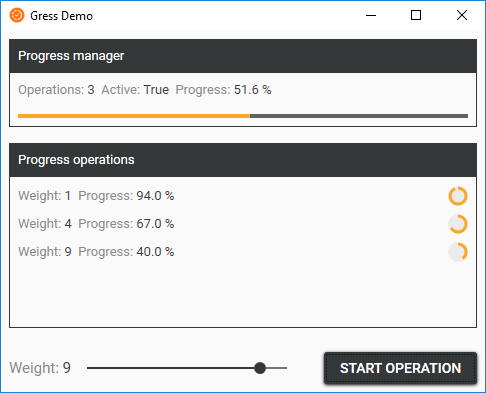 Gress Demo
Progress manager
Operations: 3 Active: True Progress: 51.6 %
Progress operations
Weight: 1 Progress: 94.0 %
Weight: 4 Progress: 67.0 %
Weight: 9 Progress: 40.0 %
Weight: 9 START OPERATION